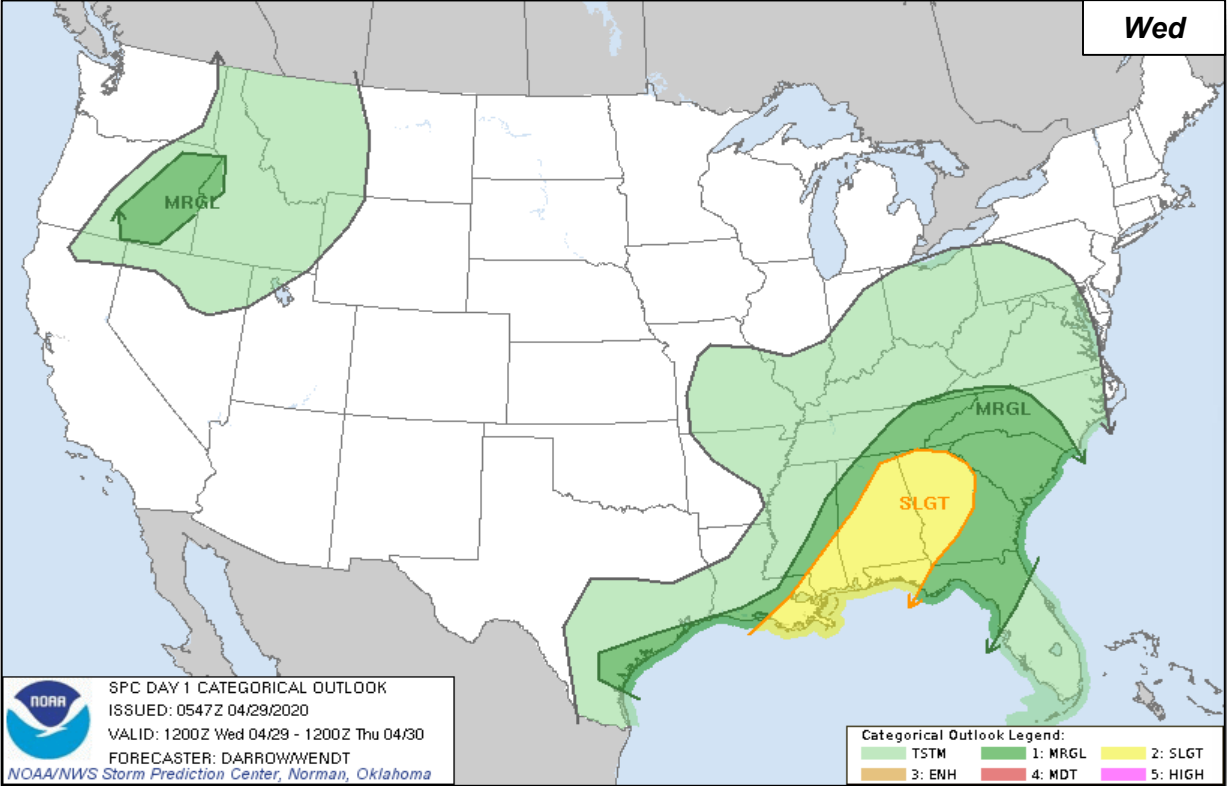 Wed
MRGL
MRGL
SLGT
NOAA
SPC DAY 1 CATEGORICAL OUTLOOK
ISSUED: 0547Z 04/29/2020
VALID: 1200Z Wed 04/29 - 1200Z Thu 04/30
FORECASTER: DARROW/WENDT
NOAA/NWS Storm Prediction Center, Norman, Oklahoma
Categorical Outlook Legend:
TSTM 1: MRGL 2: SLGT
3: ENH 4: MDT 5: HIGH